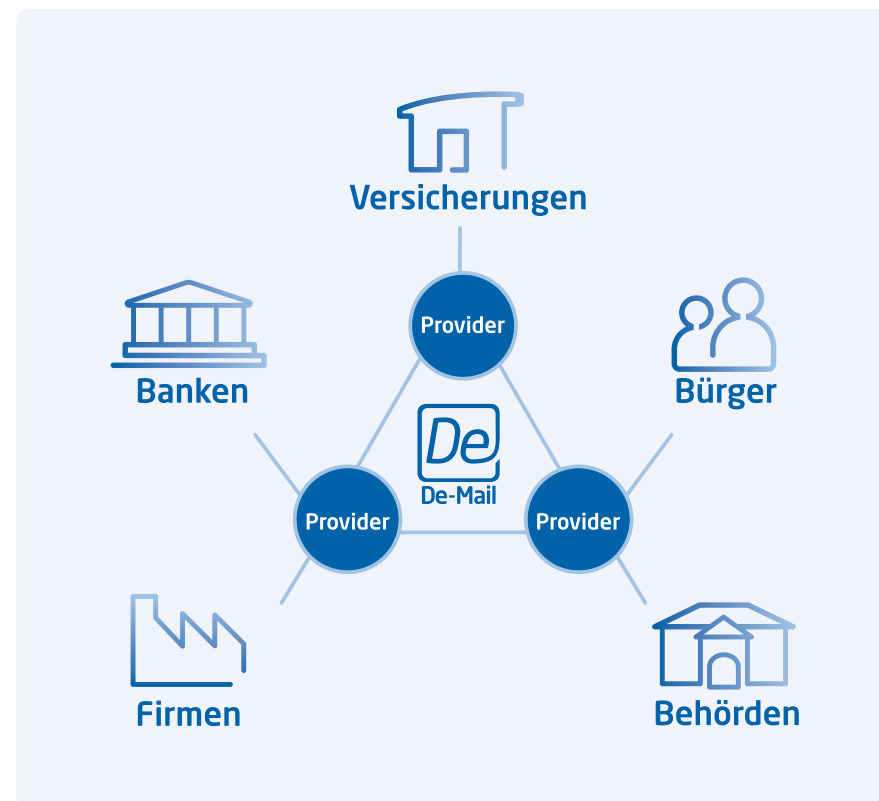 Versicherungen
Provider
Banken
Bürger
De
De-Mail
Provider
Provider
Firmen
Behörden